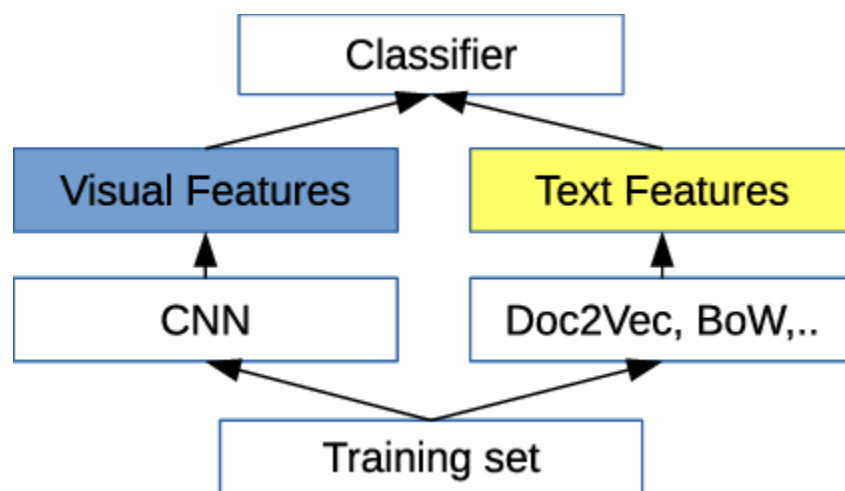 Classifier
Visual Features
Text Features
CNN
Doc2Vec, BoW,..
Training set